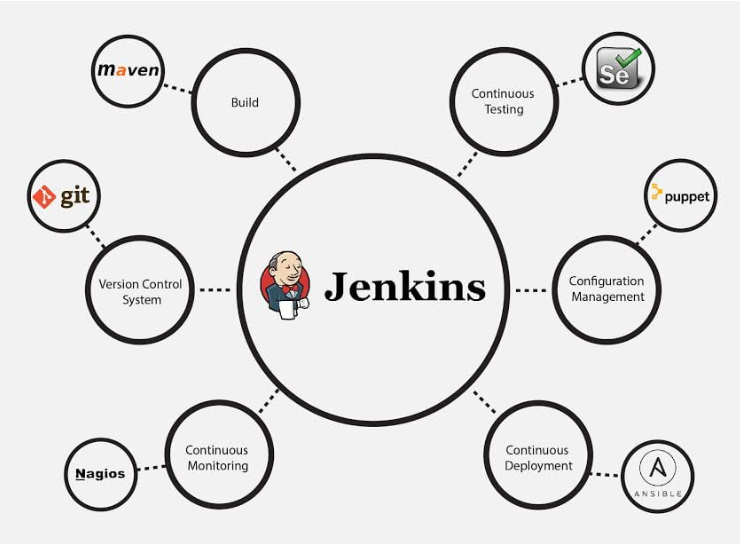 maven
Build
Continuous
Testing
Se
git
puppet
Version Control
System
Jenkins
Configuration
Management
Continuous
Monitoring
Nagios
Continuous
Deployment
ANSIBLE